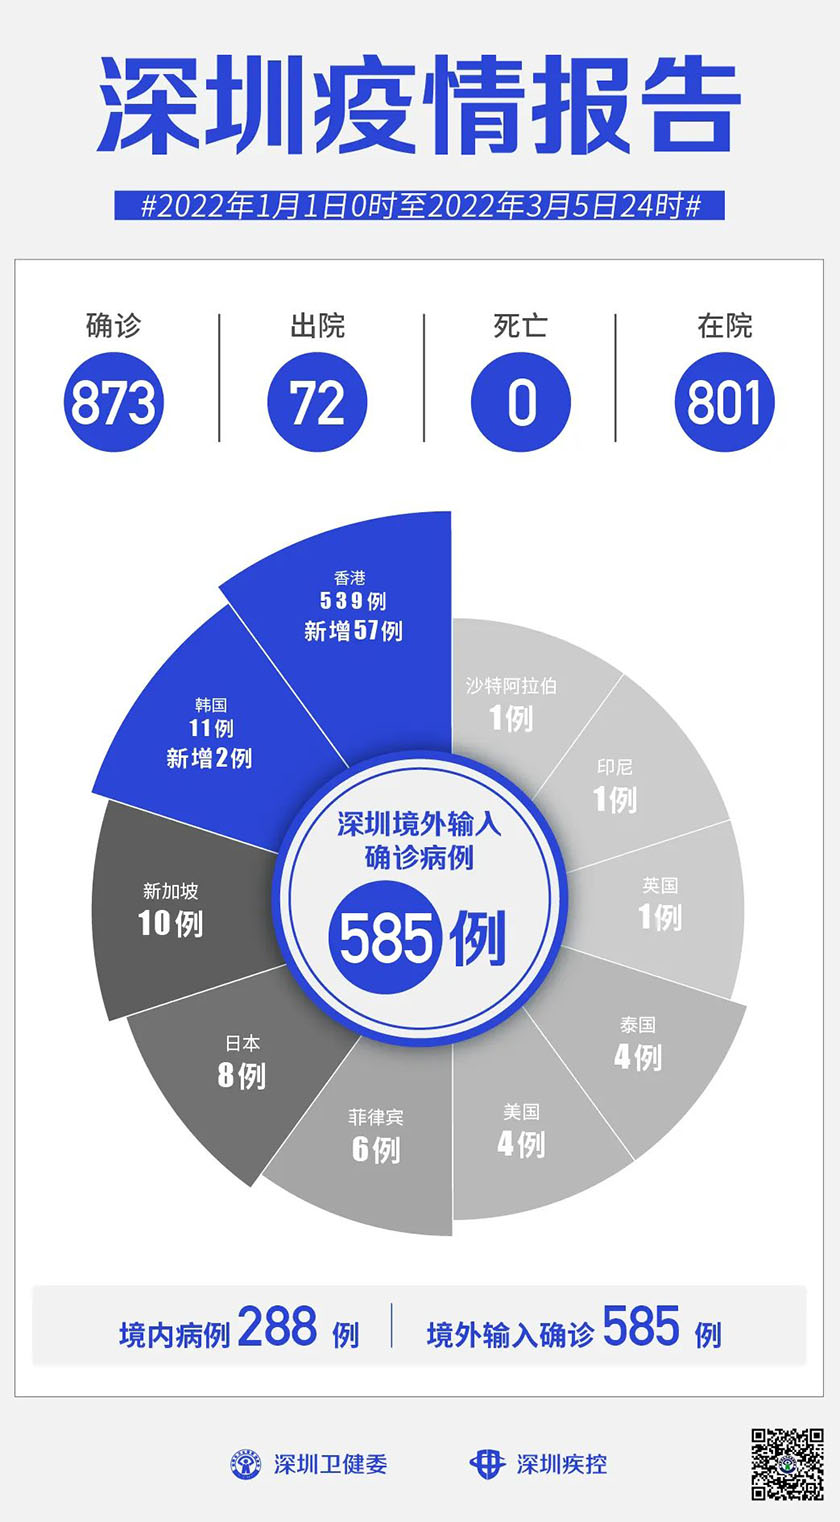 深圳疫情报告
#2022年1月1日0时至2022年3月5日24时#
确诊
873
出院
72
死亡
0
在院
801
香港
539例
新增57例
韩国
11例
新增2例
新加坡
10例
日本
8例
菲律宾
6例
美国
4例
泰国
4例
英国
1例
印尼
1例
沙特阿拉伯
1例
深圳境外输入
确诊病例
585例
境内病例288例
境外输入确诊585例
深圳卫健委
深圳疾控